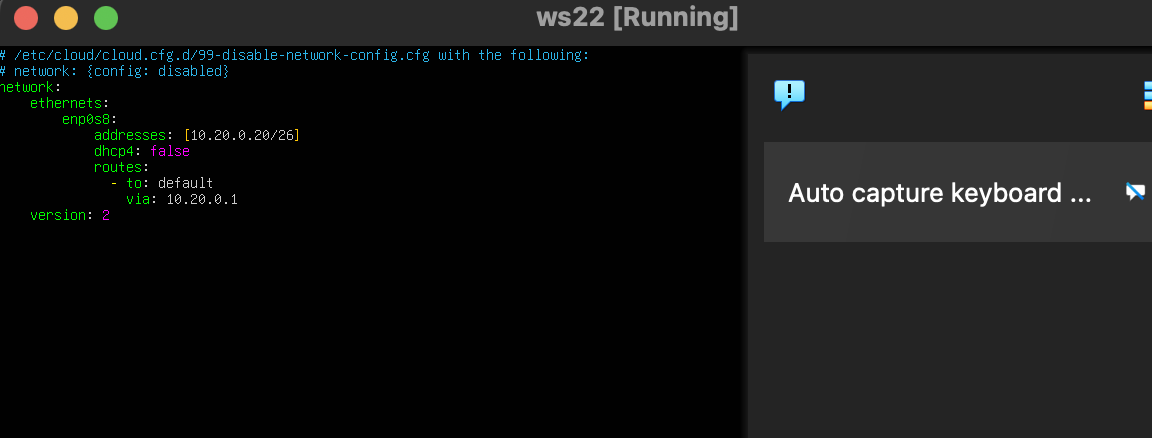 ws22 [Running]
# /etc/cloud/cloud.cfg.d/99-disable-network-config.cfg with the following:
# network: {config: disabled}
network:
    ethernets:
        enp0s8:
            addresses: [10.20.0.20/26]
            dhcp4: false
            routes:
              - to: default
                via: 10.20.0.1
    version: 2
Auto capture keyboard ...